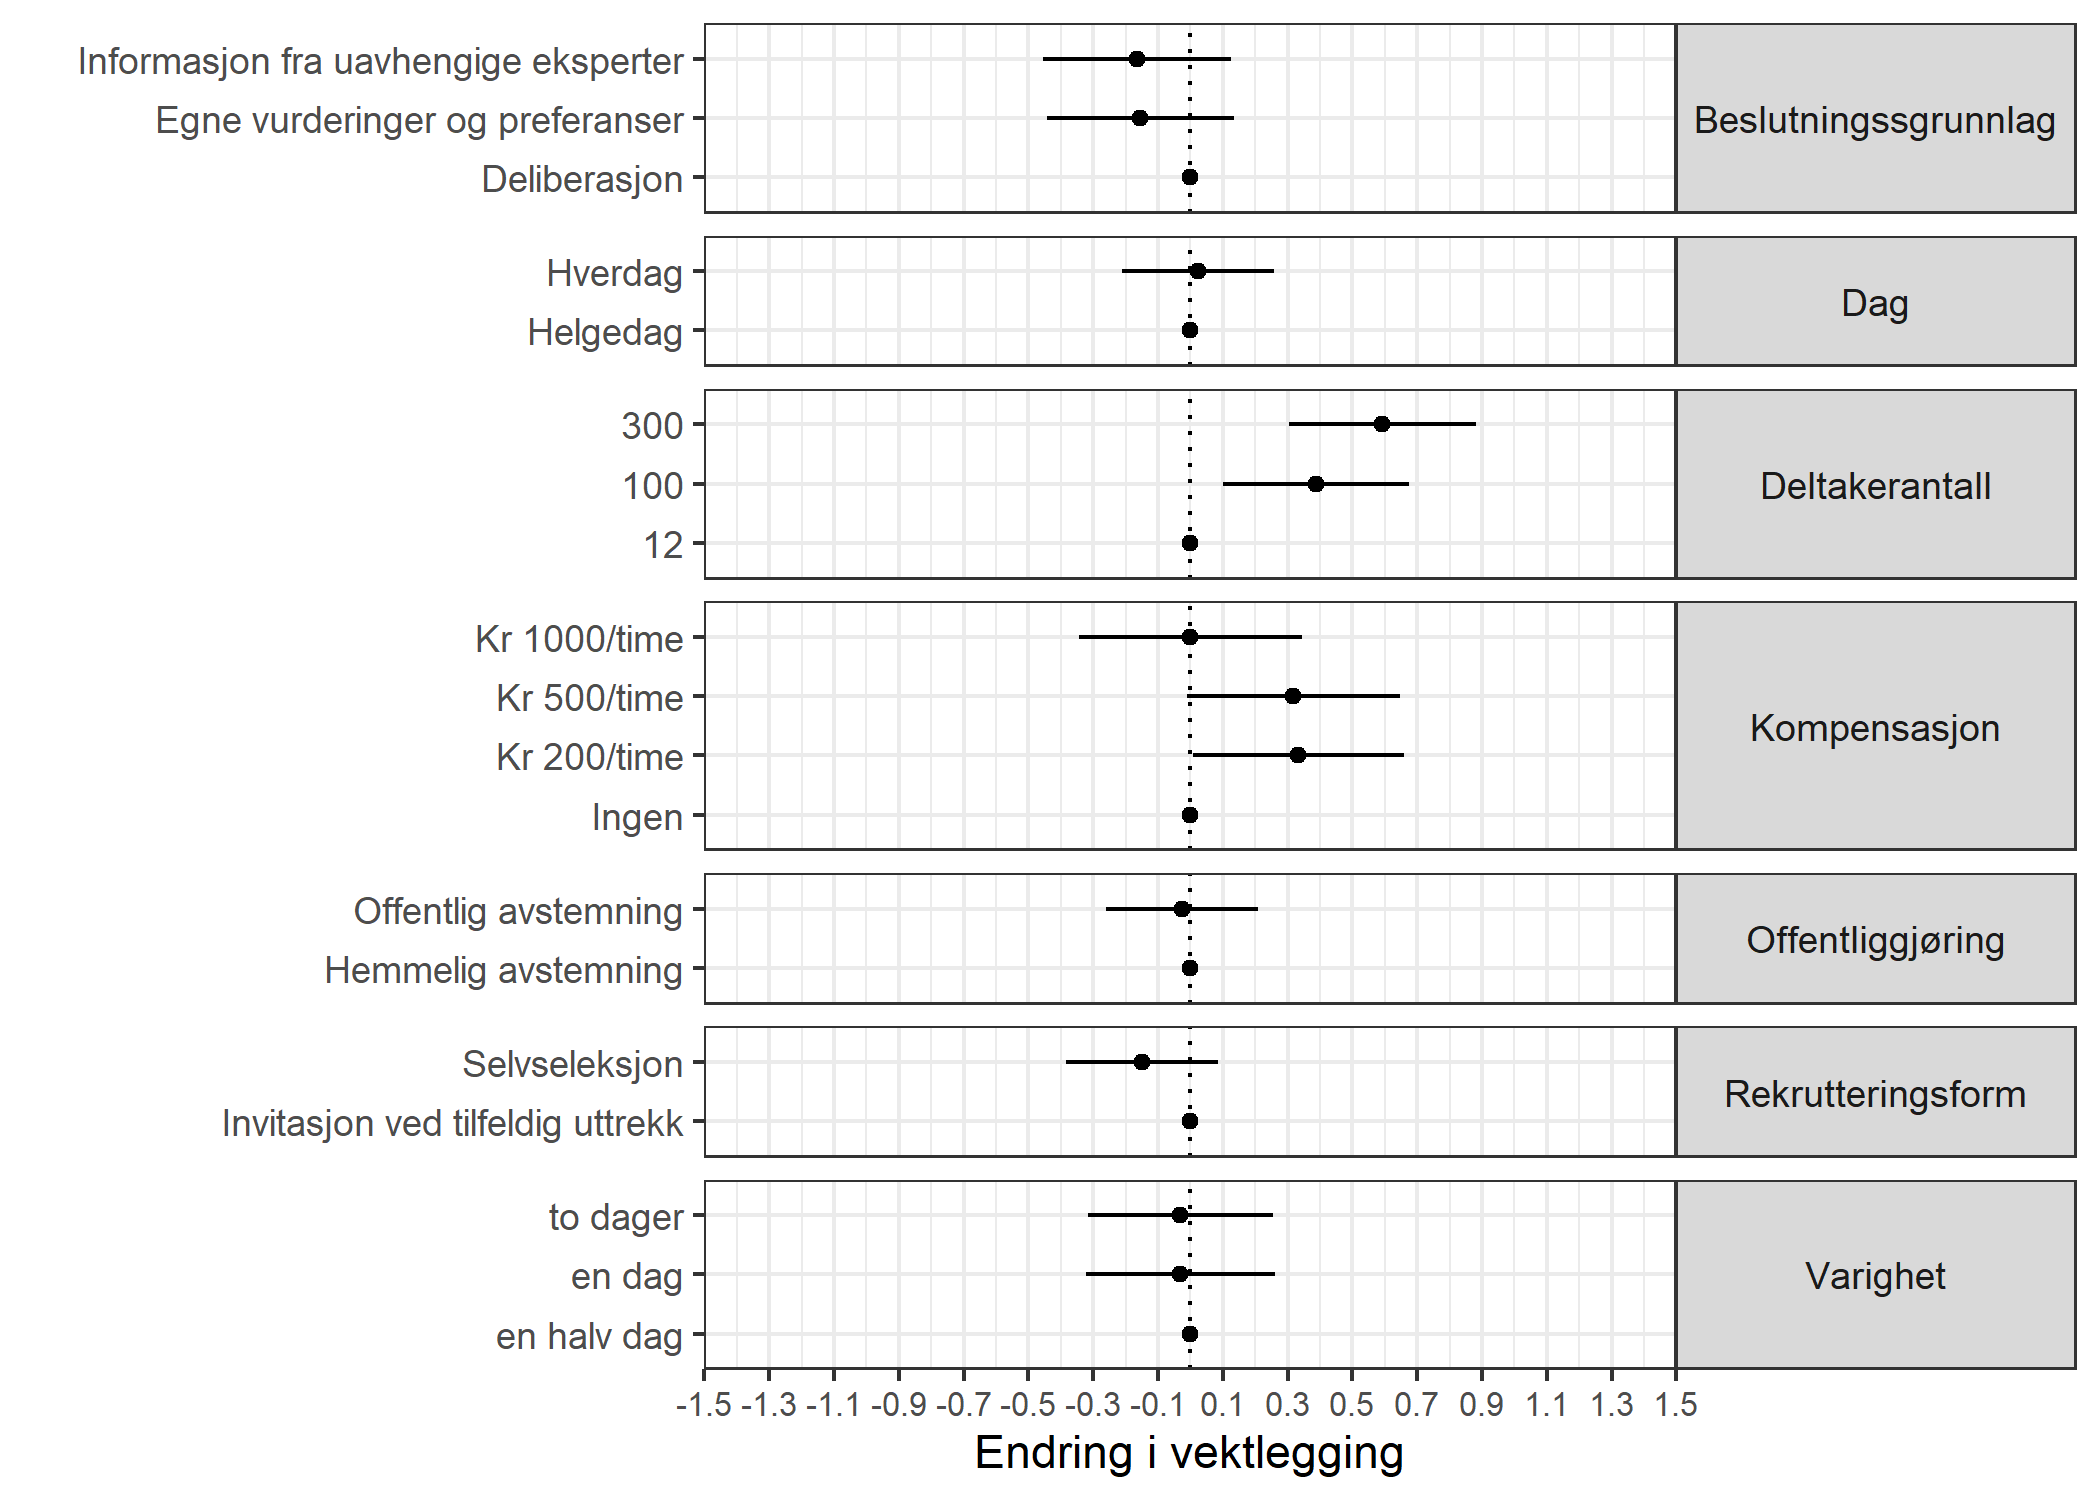 Informasjon fra uavhengige eksperter
Egne vurderinger og preferanser
Deliberasjon
Beslutningssgrunnlag
Hverdag
Helgedag
Dag
300
100
12
Deltakerantall
Kr 1000/time
Kr 500/time
Kr 200/time
Ingen
Kompensasjon
Offentlig avstemning
Hemmelig avstemning
Offentliggjøring
Selvseleksjon
Invitasjon ved tilfeldig uttrekk
Rekrutteringsform
to dager
en dag
en halv dag
Varighet
-1.5 -1.3 -1.1 -0.9 -0.7 -0.5 -0.3 -0.1 0.1 0.3 0.5 0.7 0.9 1.1 1.3 1.5
Endring i vektlegging